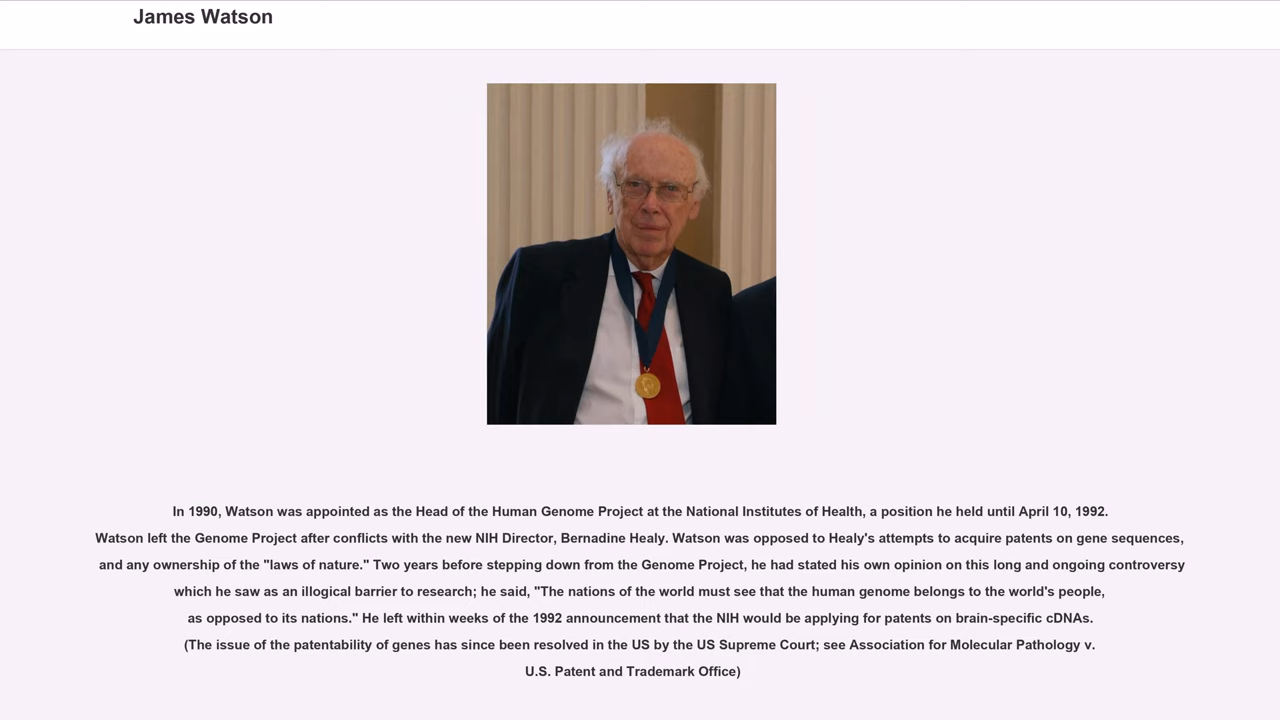 James Watson
In 1990, Watson was appointed as the Head of the Human Genome Project at the National Institutes of Health, a position he held until April 10, 1992.
Watson left the Genome Project after conflicts with the new NIH Director, Bernadine Healy. Watson was opposed to Healy's attempts to acquire patents on gene sequences,
and any ownership of the "laws of nature." Two years before stepping down from the Genome Project, he had stated his own opinion on this long and ongoing controversy
which he saw as an illogical barrier to research; he said, "The nations of the world must see that the human genome belongs to the world's people,
as opposed to its nations." He left within weeks of the 1992 announcement that the NIH would be applying for patents on brain-specific cDNAs.
(The issue of the patentability of genes has since been resolved in the US by the US Supreme Court; see Association for Molecular Pathology v.
U.S. Patent and Trademark Office)